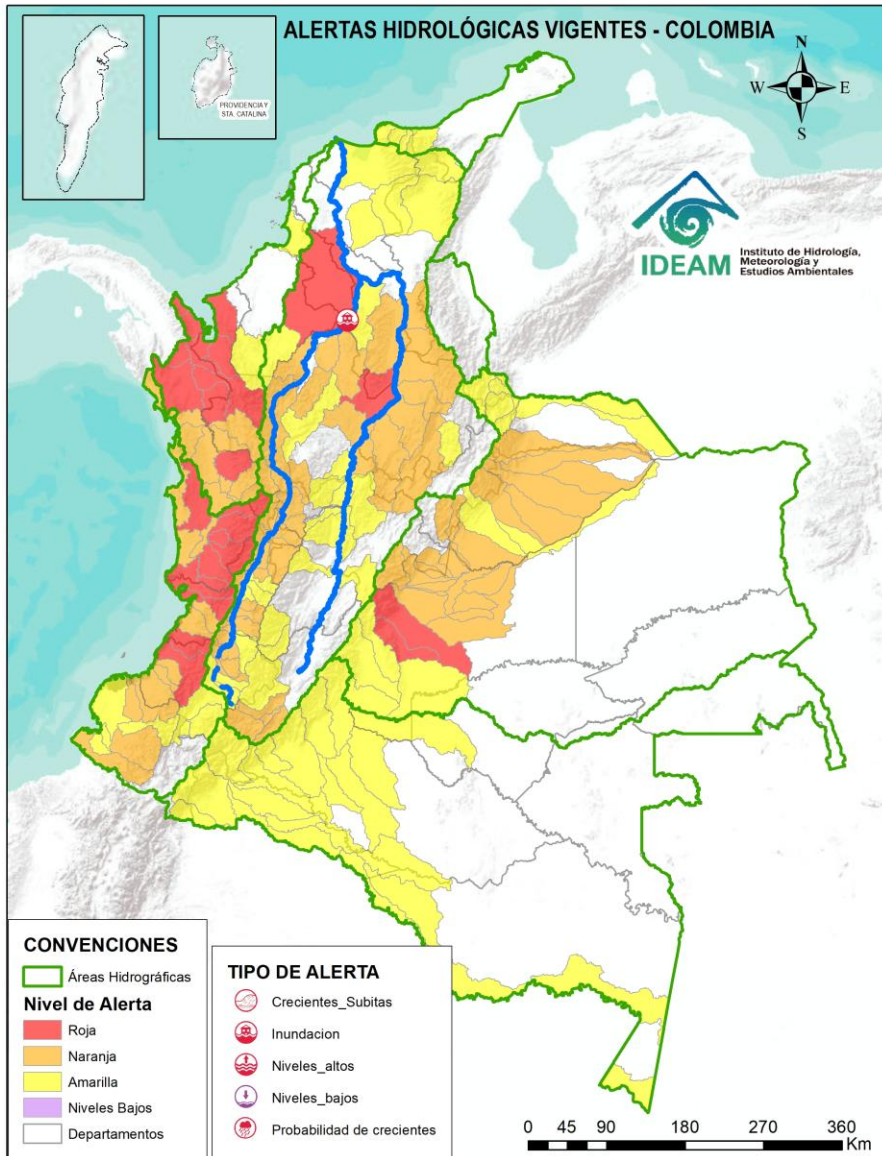 ALERTAS HIDROLÓGICAS VIGENTES - COLOMBIA
PROVIDENCIA Y
STA. CATALINA
N
W
E
S
IDEAM
Instituto de Hidrología,
Meteorología y
Estudios Ambientales
CONVENCIONES
Áreas Hidrográficas
Nivel de Alerta
Roja
Naranja
Amarilla
Niveles Bajos
Departamentos
TIPO DE ALERTA
Crecientes_Subitas
Inundacion
Niveles_altos
Niveles_bajos
Probabilidad de crecientes
0 45 90 180 270 360
Km